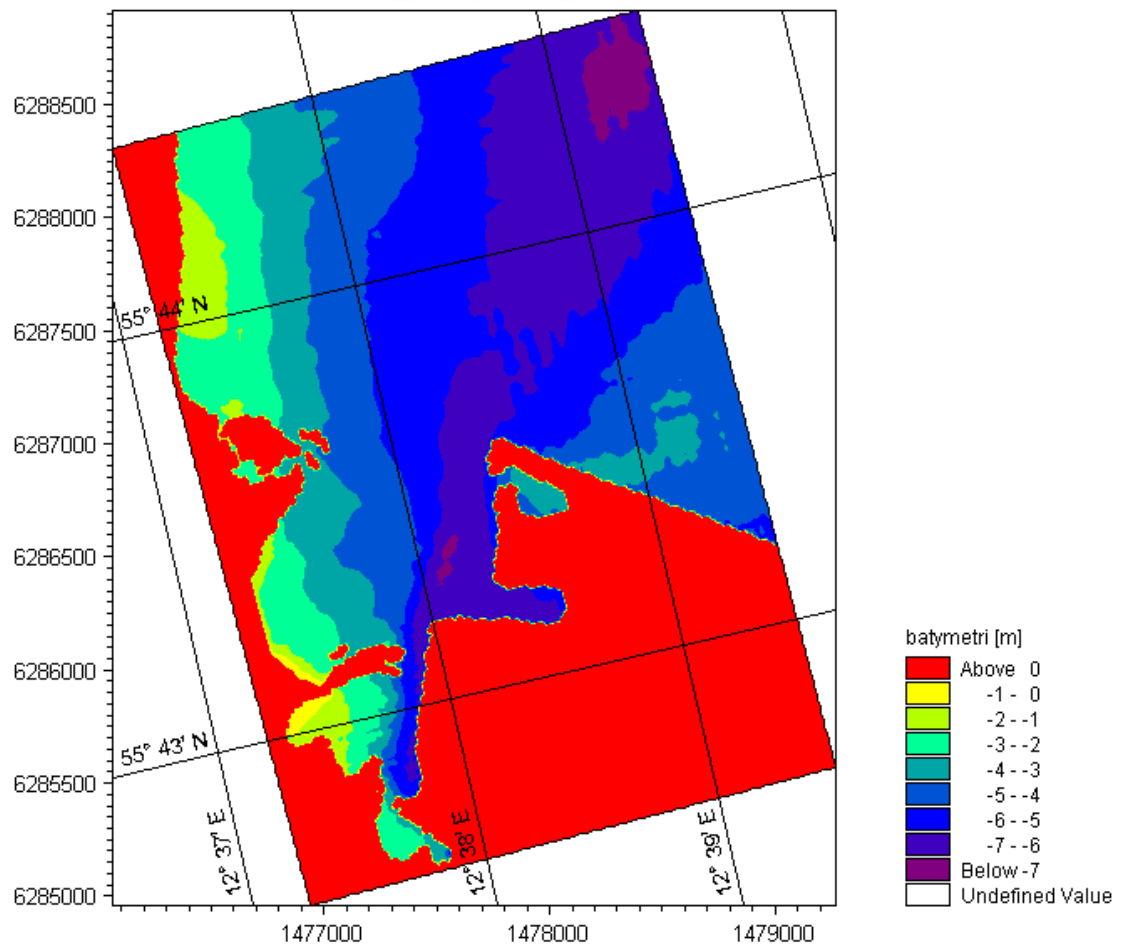 6288500
6288000
55° 44' N
6287500
6287000
6286500
6286000
55° 43' N
6285500
12° 37' E
12° 38' E
12° 39' E
6285000
1477000
1478000
1479000
batymetri [m]
Above 0
-1 - 0
-2 - -1
-3 - -2
-4 - -3
-5 - -4
-6 - -5
-7 - -6
Below -7
Undefined Value